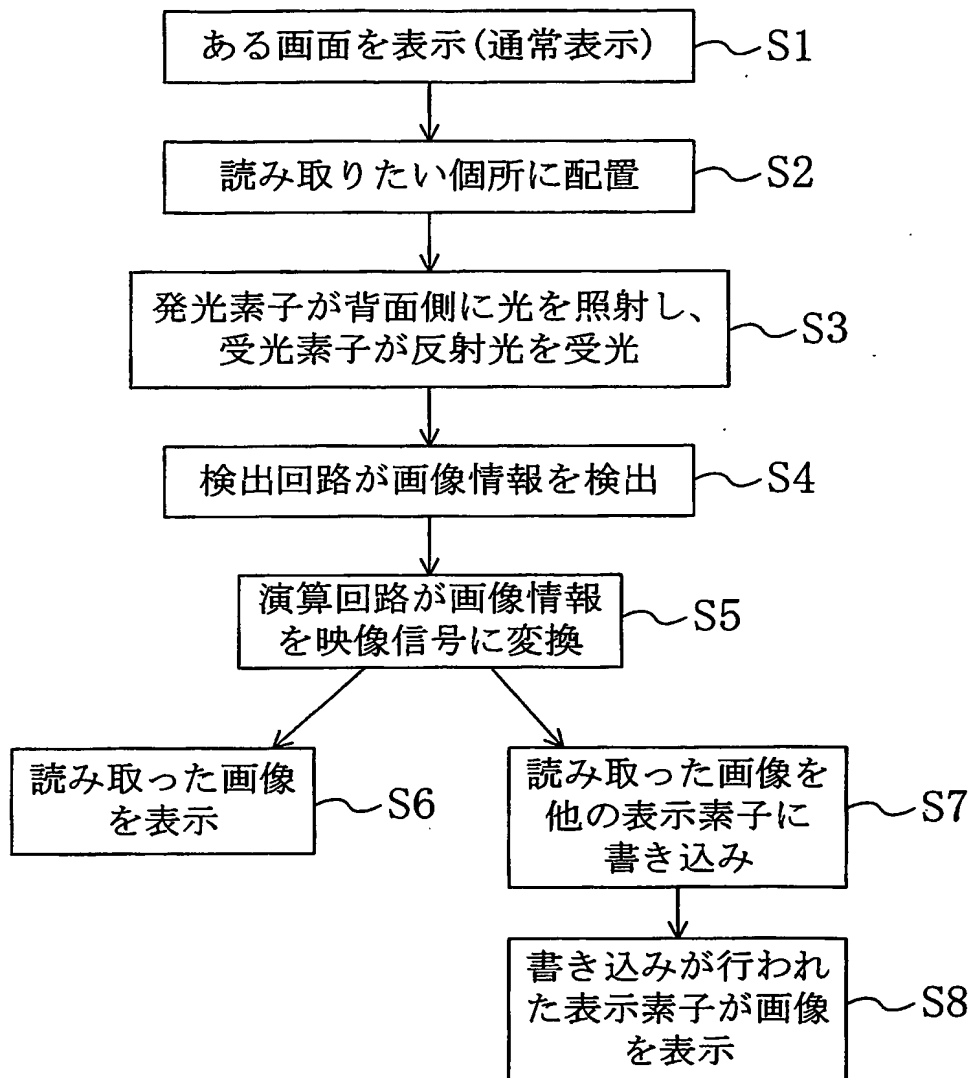 ある画面を表示(通常表示)
S1
読み取りたい個所に配置
S2
発光素子が背面側に光を照射し、
受光素子が反射光を受光
S3
検出回路が画像情報を検出
S4
演算回路が画像情報
を映像信号に変換
S5
読み取った画像
を表示
S6
読み取った画像を
他の表示素子に
書き込み
S7
書き込みが行われ
た表示素子が画像
を表示
S8